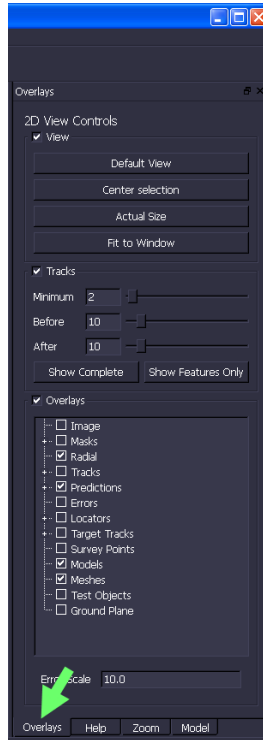 Overlays
2D View Controls
View
Default View
Center selection
Actual Size
Fit to Window
Tracks
Minimum 2
Before 10
After 10
Show Complete Show Features Only
Overlays
Image
Masks
Radial
Tracks
Predictions
Errors
Locators
Target Tracks
Survey Points
Models
Meshes
Test Objects
Ground Plane
Scale 10.0
Overlays Help Zoom Model